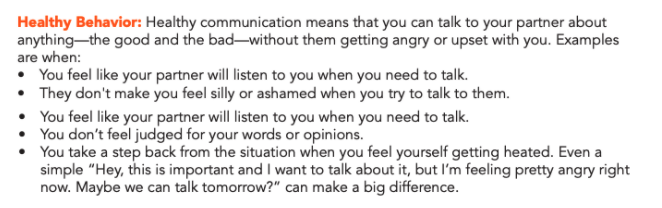 Healthy Behavior: Healthy communication means that you can talk to your partner about
anything—the good and the bad—without them getting angry or upset with you. Examples
are when:
• You feel like your partner will listen to you when you need to talk.
• They don't make you feel silly or ashamed when you try to talk to them.
• You feel like your partner will listen to you when you need to talk.
• You don’t feel judged for your words or opinions.
• You take a step back from the situation when you feel yourself getting heated. Even a
simple “Hey, this is important and I want to talk about it, but I’m feeling pretty angry right
now. Maybe we can talk tomorrow?” can make a big difference.